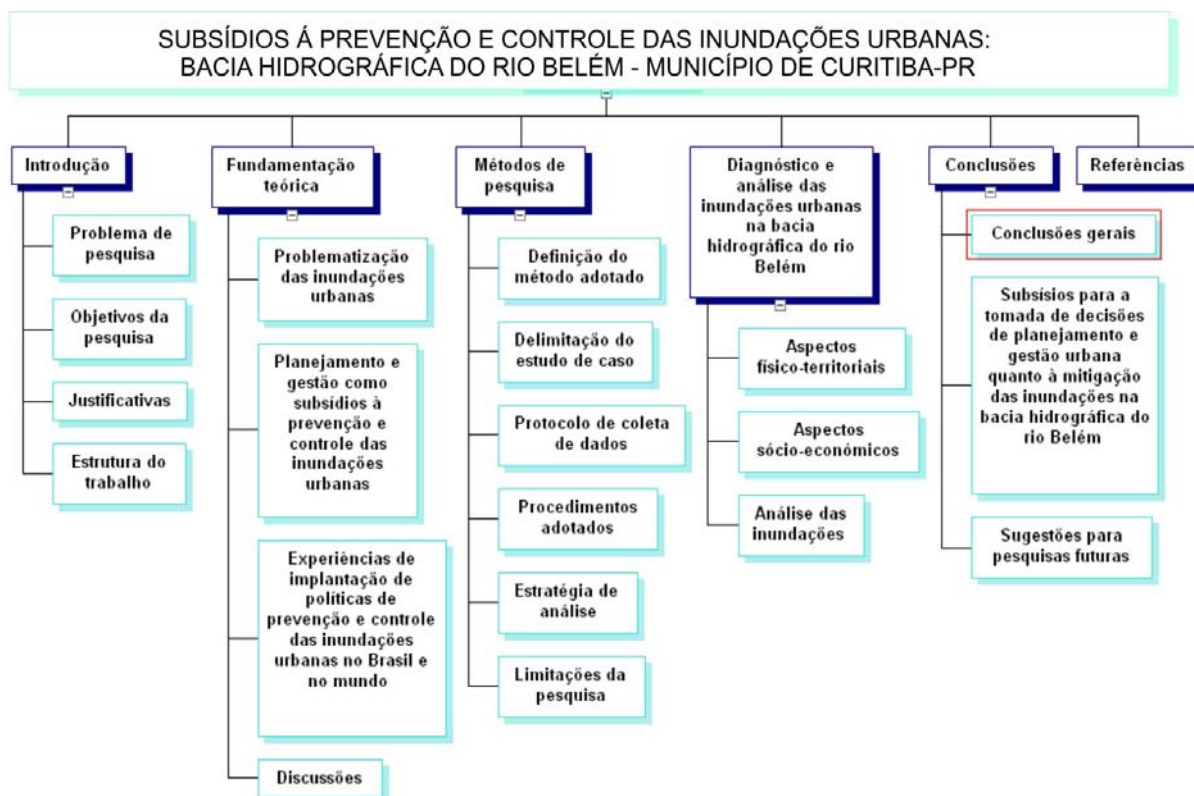 SUBSÍDIOS Á PREVENÇÃO E CONTROLE DAS INUNDAÇÕES URBANAS:
BACIA HIDROGRÁFICA DO RIO BELÉM - MUNICÍPIO DE CURITIBA-PR
Introdução
Problema de
pesquisa
Objetivos da
pesquisa
Justificativas
Estrutura do
trabalho
Fundamentação
teórica
Problematização
das inundações
urbanas
Planejamento e
gestão como
subsídios à
prevenção e
controle das
inundações
urbanas
Experiências de
implantação de
políticas de
prevenção e controle
das inundações
urbanas no Brasil e
no mundo
Discussões
Métodos de
pesquisa
Definição do
método adotado
Delimitação do
estudo de caso
Protocolo de coleta
de dados
Procedimentos
adotados
Estratégia de
análise
Limitações da
pesquisa
Diagnóstico e
análise das
inundações urbanas
na bacia
hidrográfica do rio
Belém
Aspectos
físico-territoriais
Aspectos
sócio-económicos
Análise das
inundações
Conclusões
Conclusões gerais
Subsísios para a
tomada de decisões
de planejamento e
gestão urbana
quanto à mitigação
das inundações na
bacia hidrográfica do
rio Belém
Sugestões para
pesquisas futuras
Referências